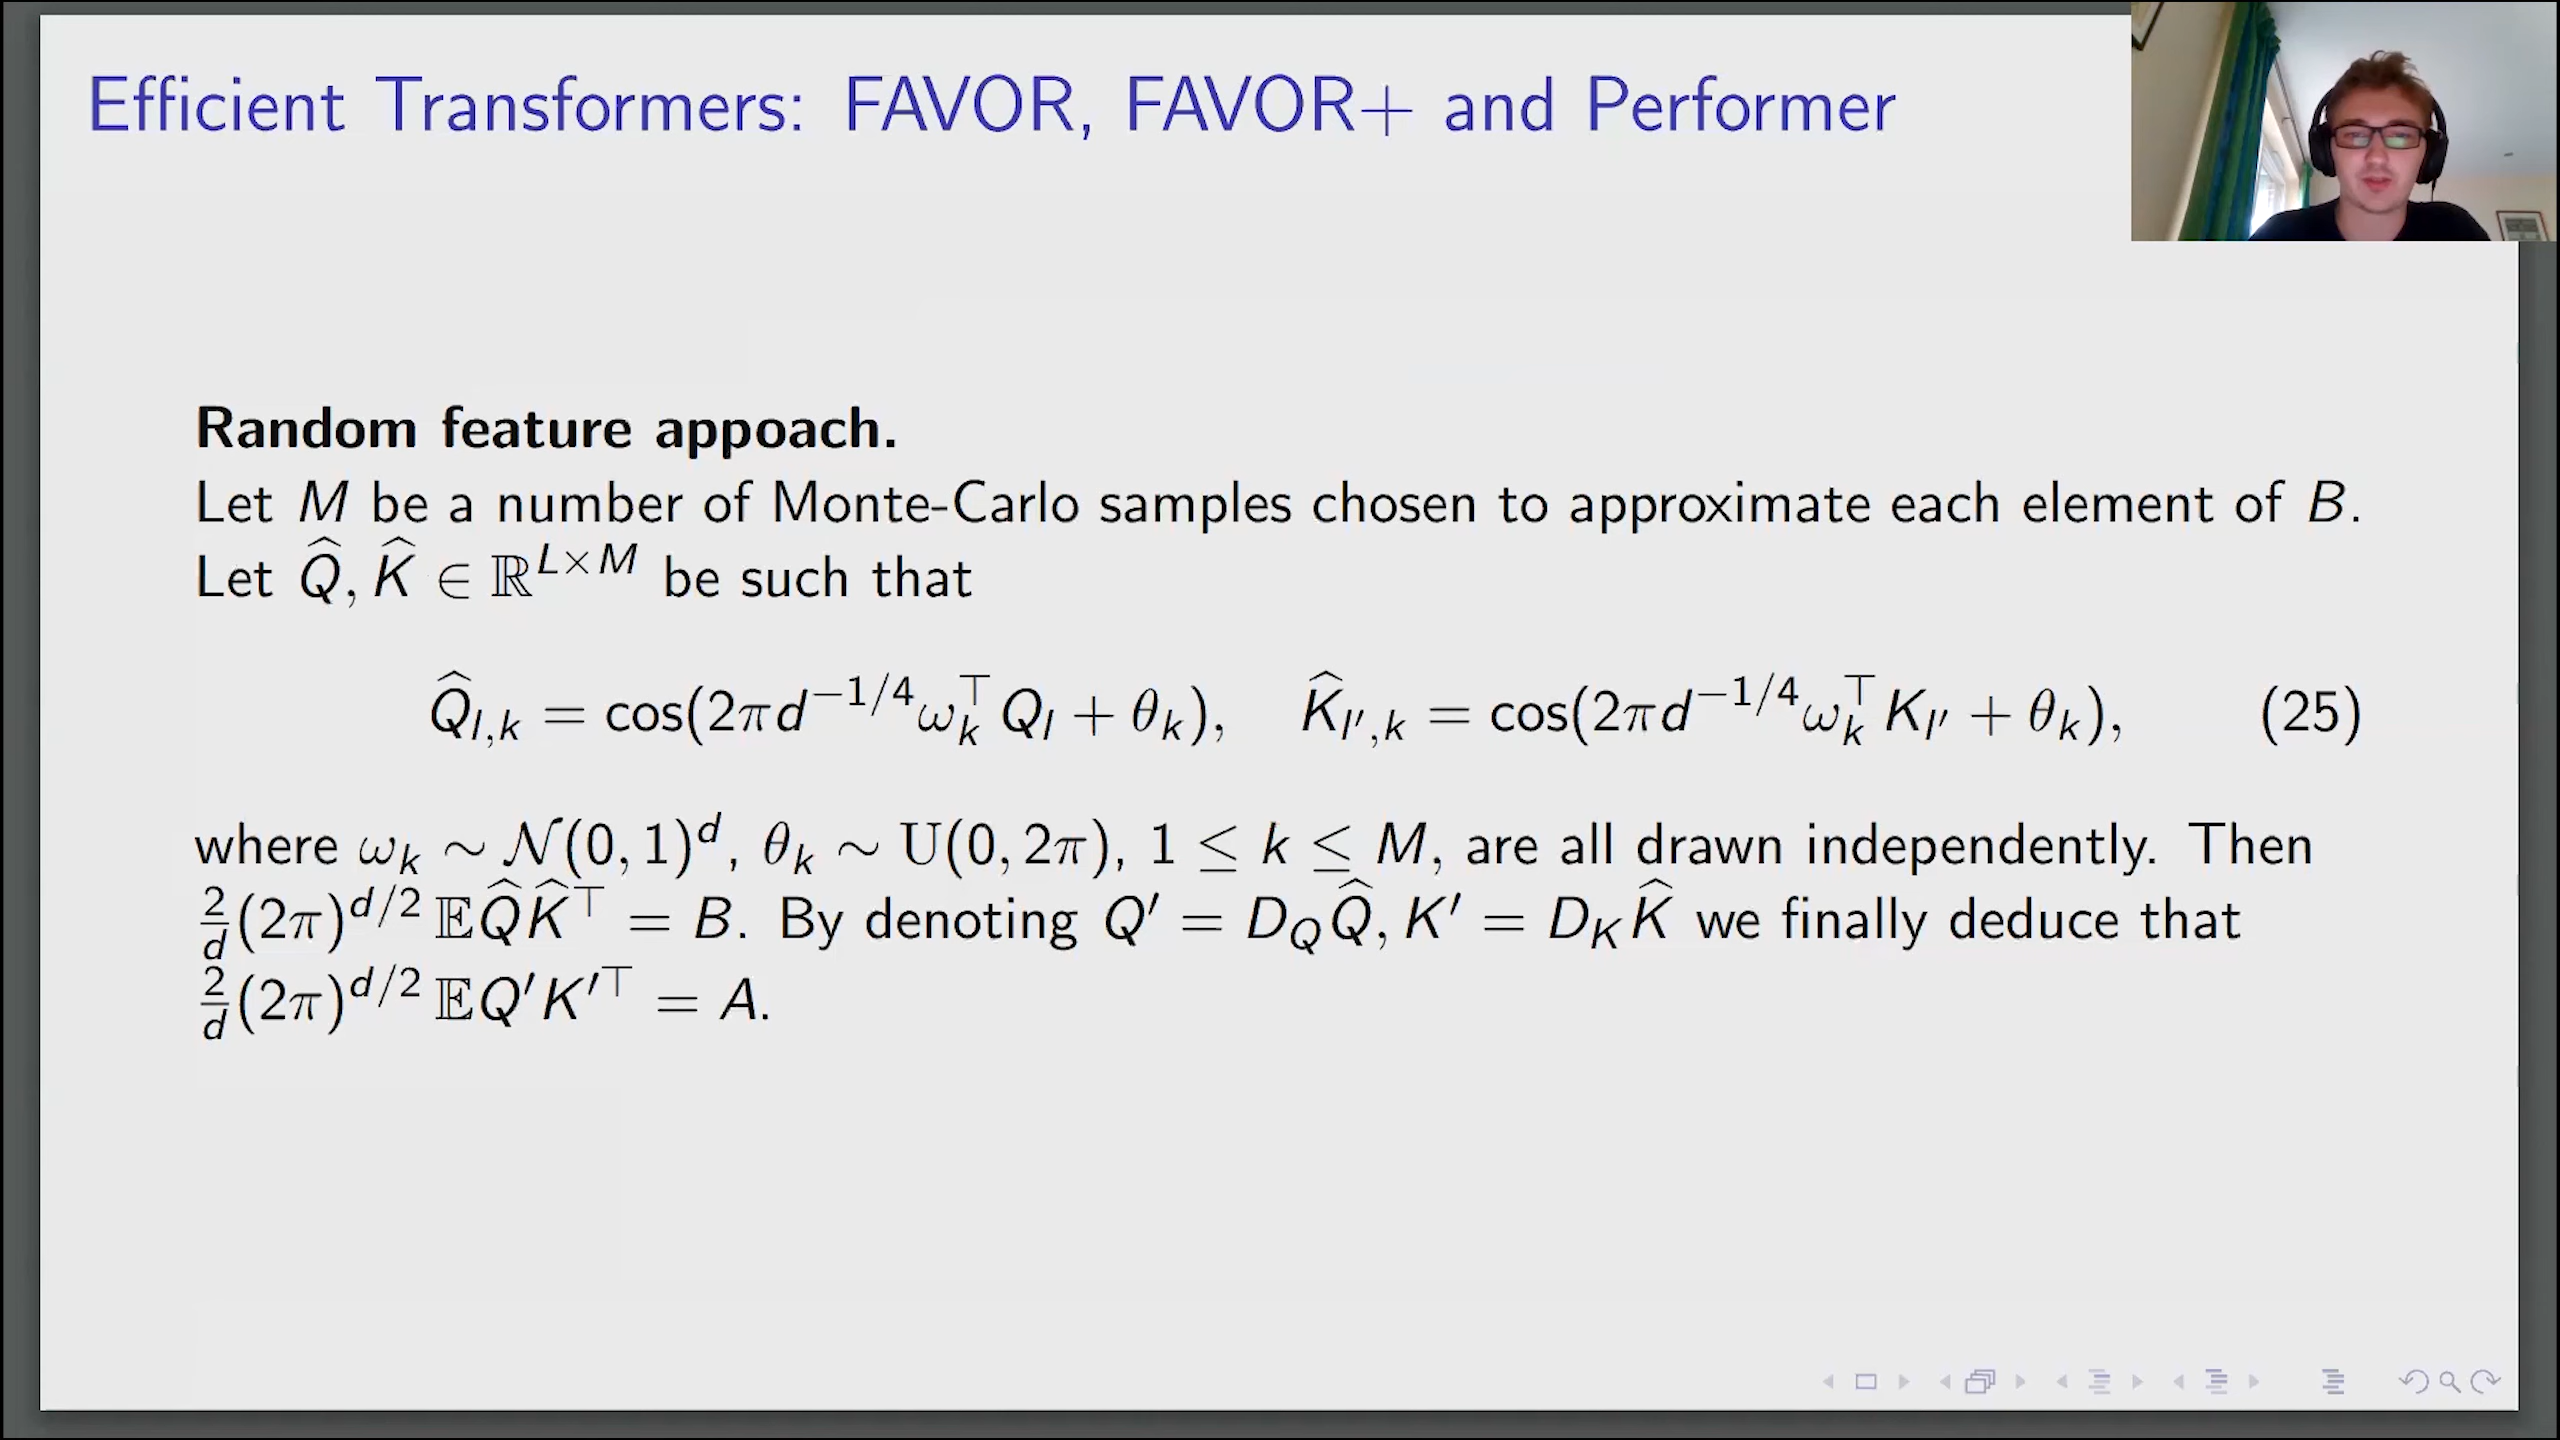 Efficient Transformers: FAVOR, FAVOR+ and Performer
Random feature appoach.
Let M be a number of Monte-Carlo samples chosen to approximate each element of B.
Let Q̂, K̂ ∈ ℝ^{L×M} be such that
Q̂_{l,k} = cos(2πd^{−1/4}ω_k^⊤ Q_l + θ_k), K̂_{l′,k} = cos(2πd^{−1/4}ω_k^⊤ K_{l′} + θ_k), (25)
where ω_k ∼ 𝒩(0, 1)^d, θ_k ∼ U(0, 2π), 1 ≤ k ≤ M, are all drawn independently. Then
2/d (2π)^{d/2} 𝔼Q̂K̂^⊤ = B. By denoting Q′ = D_Q Q̂, K′ = D_K K̂ we finally deduce that
2/d (2π)^{d/2} 𝔼Q′K′^⊤ = A.